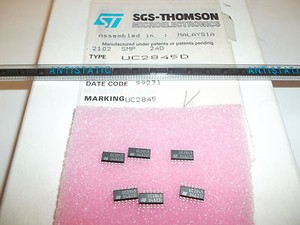 SGS-THOMSON
MICROELECTRONICS
Assembled in : MALAYSIA
Manufactured under patents or patents pending
2102 SMP 24D
TYPE UC2845D
ANTISTATIC ANTISTATIC
DATE CODE 99271
MARKING UC2845